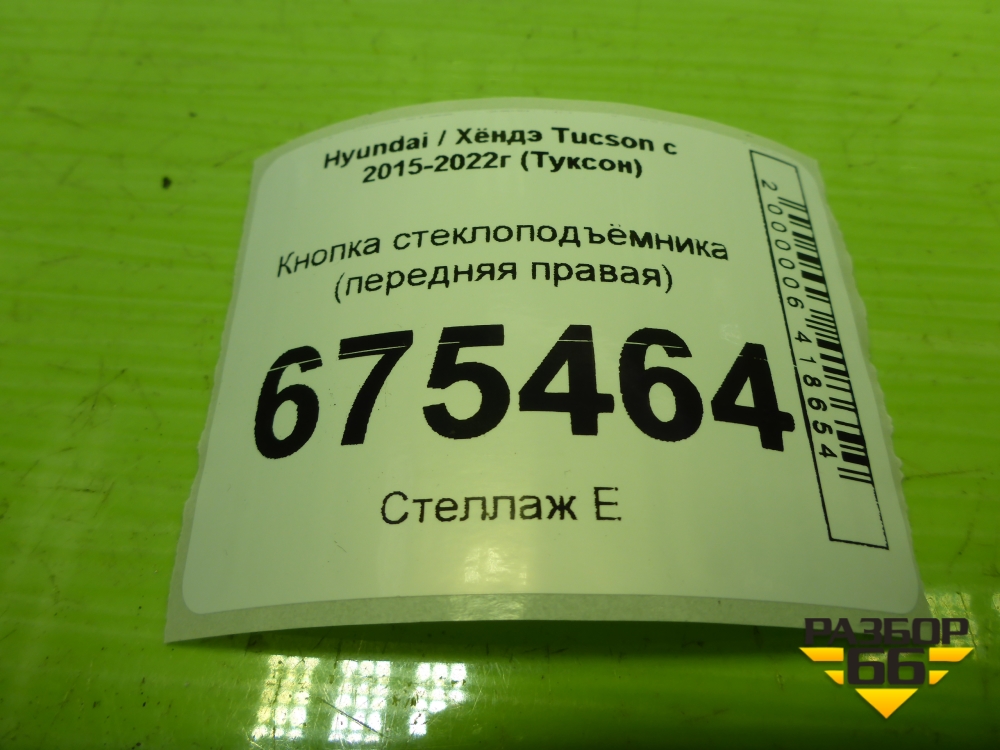 Hyundai / Хёндэ Tucson с
2015-2022г (Туксон)
Кнопка стеклоподъёмника
(передняя правая)
675464
Стеллаж E
2000006418654
РАЗБОР
66